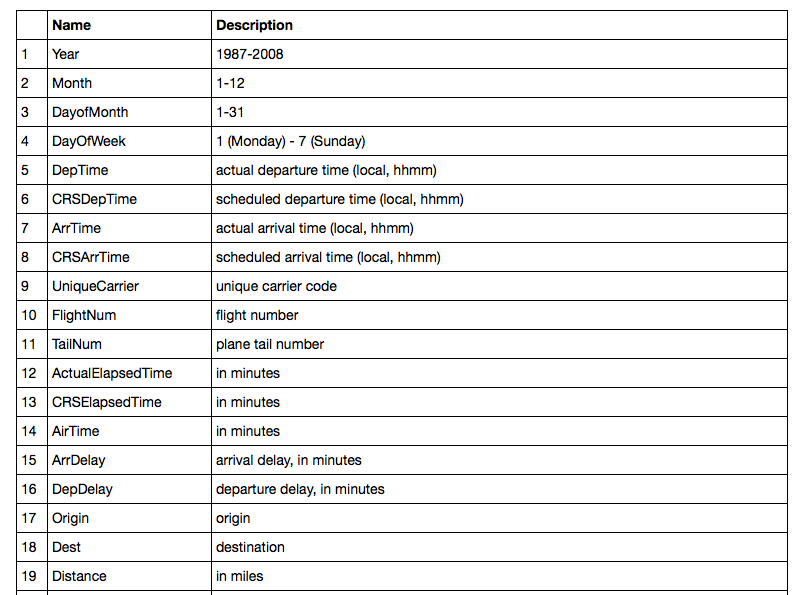 Name Description
1 Year 1987-2008
2 Month 1-12
3 DayofMonth 1-31
4 DayOfWeek 1 (Monday) - 7 (Sunday)
5 DepTime actual departure time (local, hhmm)
6 CRSDepTime scheduled departure time (local, hhmm)
7 ArrTime actual arrival time (local, hhmm)
8 CRSArrTime scheduled arrival time (local, hhmm)
9 UniqueCarrier unique carrier code
10 FlightNum flight number
11 TailNum plane tail number
12 ActualElapsedTime in minutes
13 CRSElapsedTime in minutes
14 AirTime in minutes
15 ArrDelay arrival delay, in minutes
16 DepDelay departure delay, in minutes
17 Origin origin
18 Dest destination
19 Distance in miles